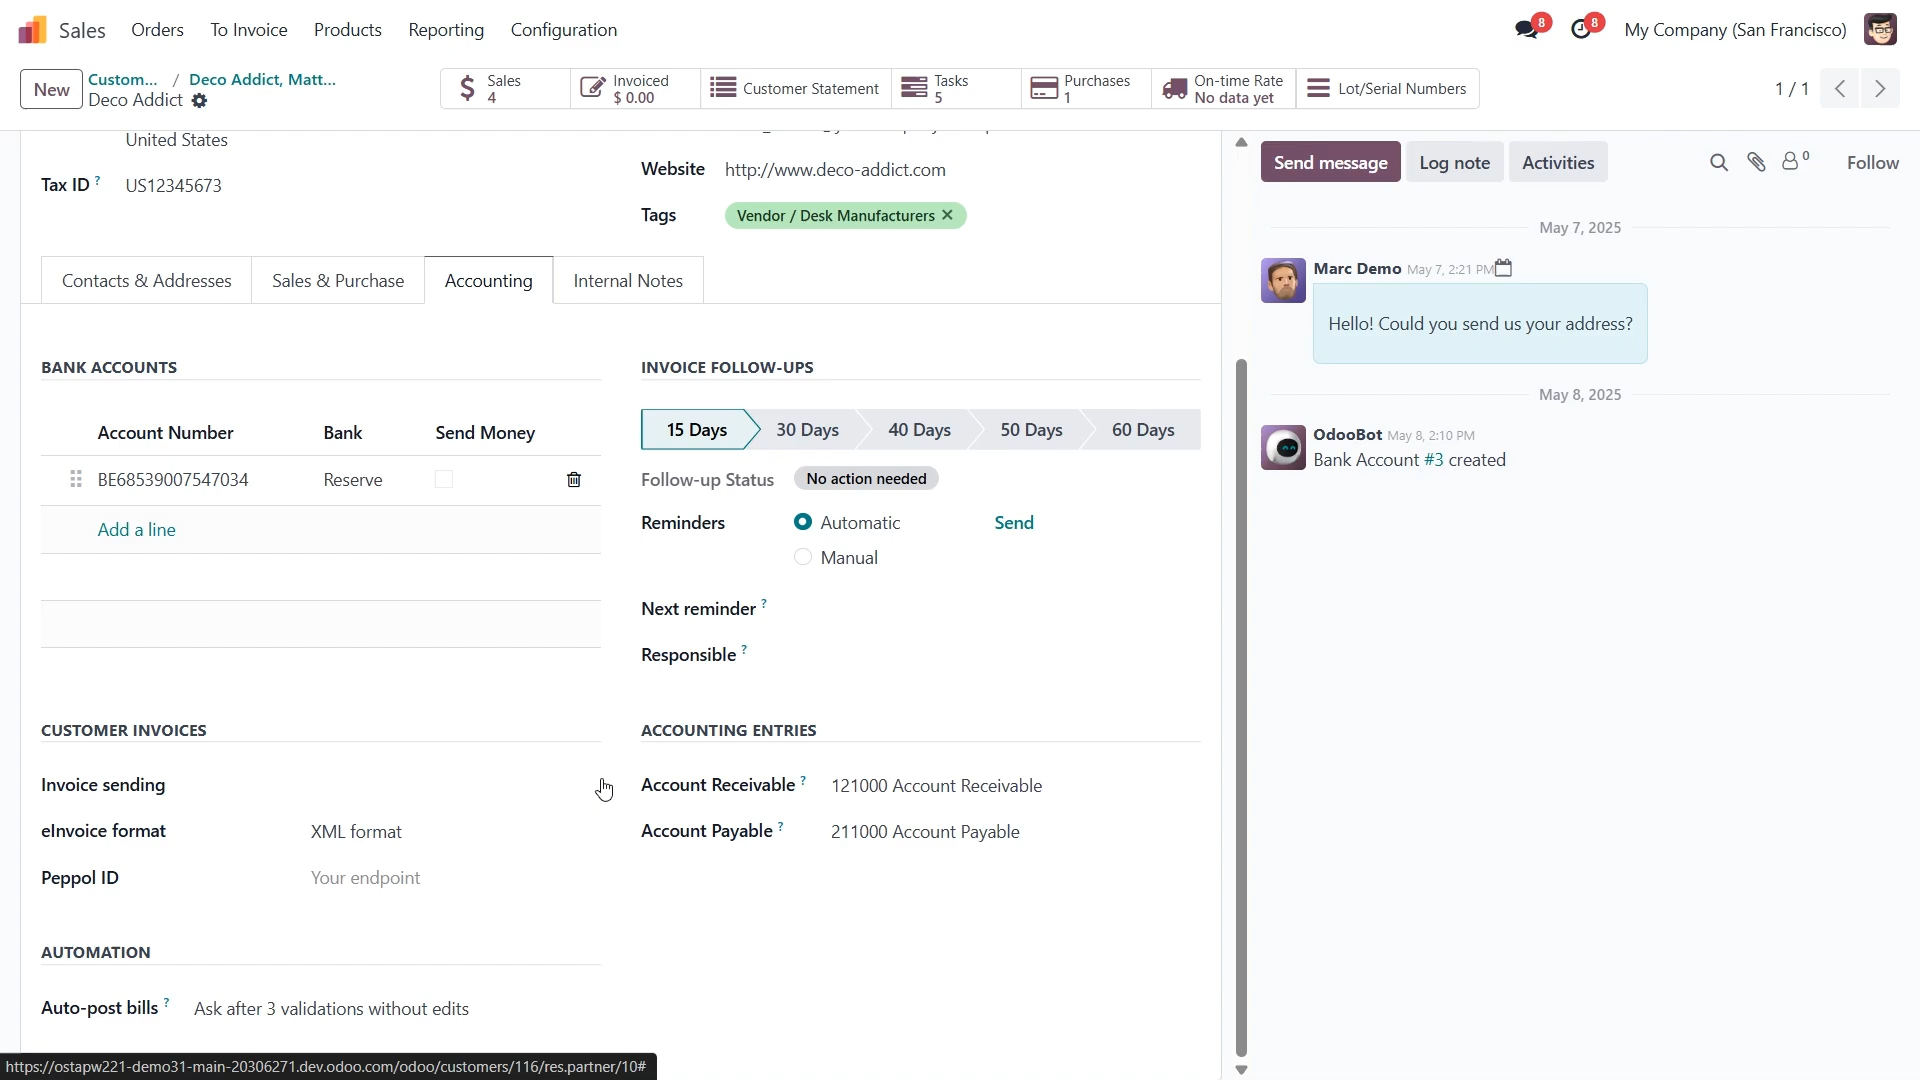 Sales Orders To Invoice Products Reporting Configuration 8 8 My Company (San Francisco)
New Custom... / Deco Addict, Matt...
Deco Addict
Sales 4 Invoiced $ 0.00 Customer Statement Tasks 5 Purchases 1 On-time Rate No data yet Lot/Serial Numbers 1 / 1
United States
Tax ID ? US12345673
Website http://www.deco-addict.com
Tags Vendor / Desk Manufacturers
Contacts & Addresses Sales & Purchase Accounting Internal Notes
BANK ACCOUNTS
Account Number Bank Send Money
BE68539007547034 Reserve
Add a line
INVOICE FOLLOW-UPS
15 Days 30 Days 40 Days 50 Days 60 Days
Follow-up Status No action needed
Reminders Automatic Send
Manual
Next reminder ?
Responsible ?
CUSTOMER INVOICES
Invoice sending
eInvoice format XML format
Peppol ID Your endpoint
ACCOUNTING ENTRIES
Account Receivable ? 121000 Account Receivable
Account Payable ? 211000 Account Payable
AUTOMATION
Auto-post bills ? Ask after 3 validations without edits
Send message Log note Activities 0 Follow
May 7, 2025
Marc Demo May 7, 2:21 PM
Hello! Could you send us your address?
May 8, 2025
OdooBot May 8, 2:10 PM
Bank Account #3 created
https://ostapw221-demo31-main-20306271.dev.odoo.com/odoo/customers/116/res.partner/10#